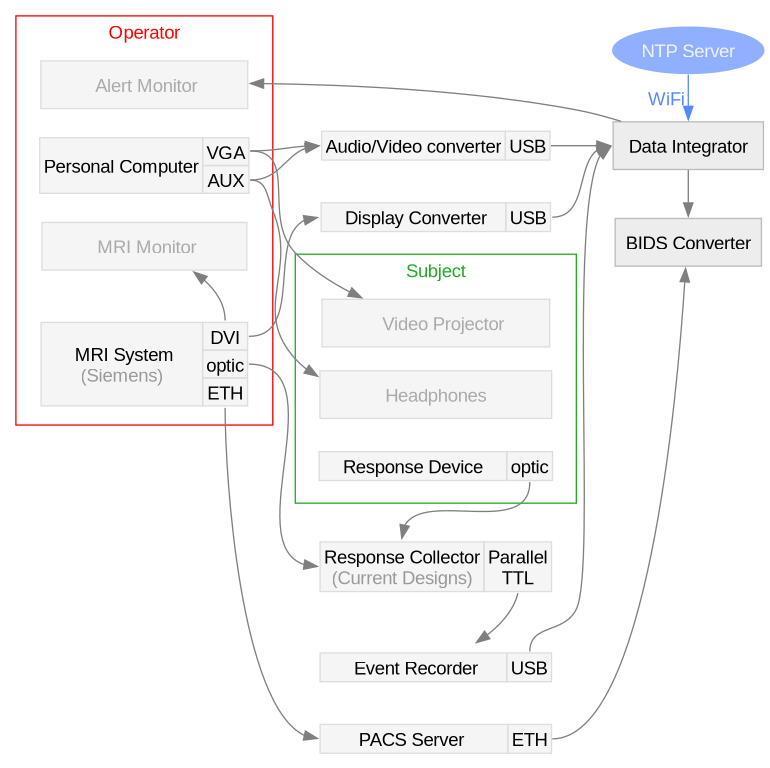 Operator
NTP Server
Alert Monitor
WiFi
Personal Computer
VGA
AUX
Audio/Video converter
USB
Data Integrator
Display Converter
USB
MRI Monitor
BIDS Converter
Subject
Video Projector
MRI System
(Siemens)
DVI
optic
ETH
Headphones
Response Device
optic
Response Collector
(Current Designs)
Parallel
TTL
Event Recorder
USB
PACS Server
ETH